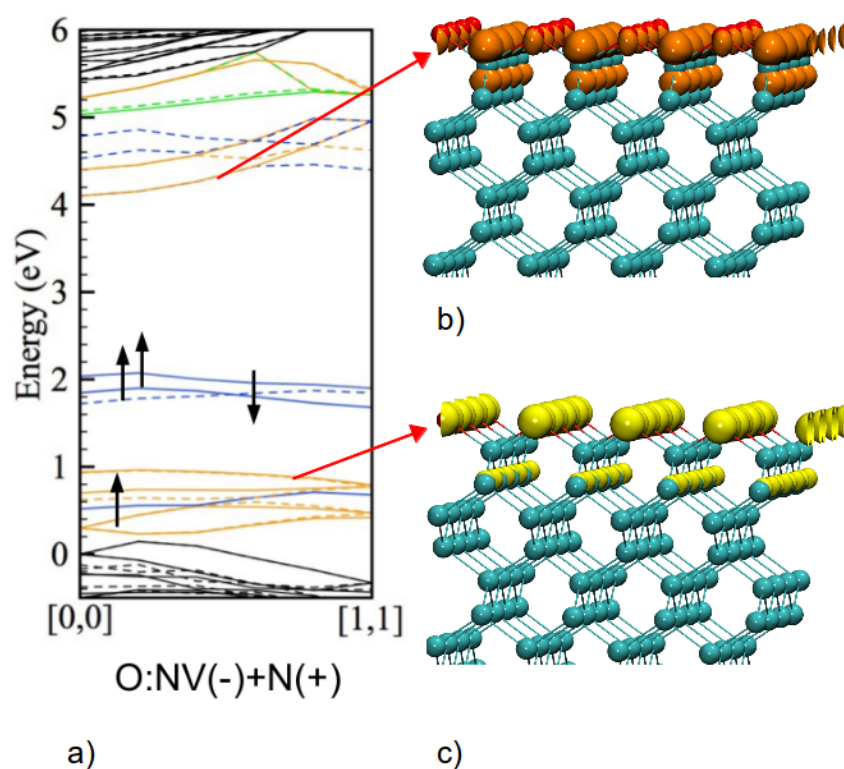 6
5
4
3
2
1
0
Energy (eV)
[0,0] [1,1]
O:NV(-)+N(+)
a)
b)
c)